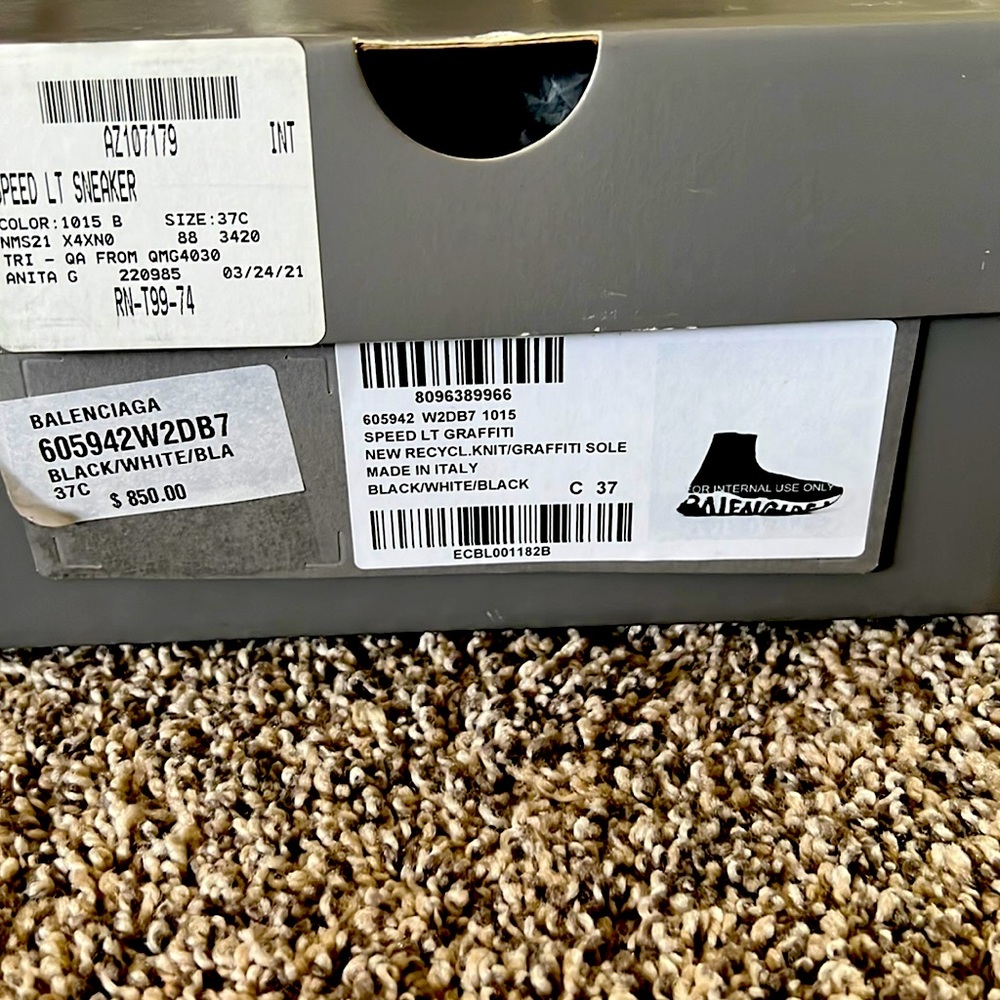 AZ107179 INT
SPEED LT SNEAKER
COLOR:1015 B SIZE:37C
NMS21 X4XN0 88 3420
TRI - QA FROM QMG4030
ANITA G 220985 03/24/21
RN-T99-74
BALENCIAGA
605942W2DB7
BLACK/WHITE/BLA
37C $ 850.00
8096389966
605942 W2DB7 1015
SPEED LT GRAFFITI
NEW RECYCL.KNIT/GRAFFITI SOLE
MADE IN ITALY
BLACK/WHITE/BLACK C 37
ECBL001182B
FOR INTERNAL USE ONLY
BALENCIAGA